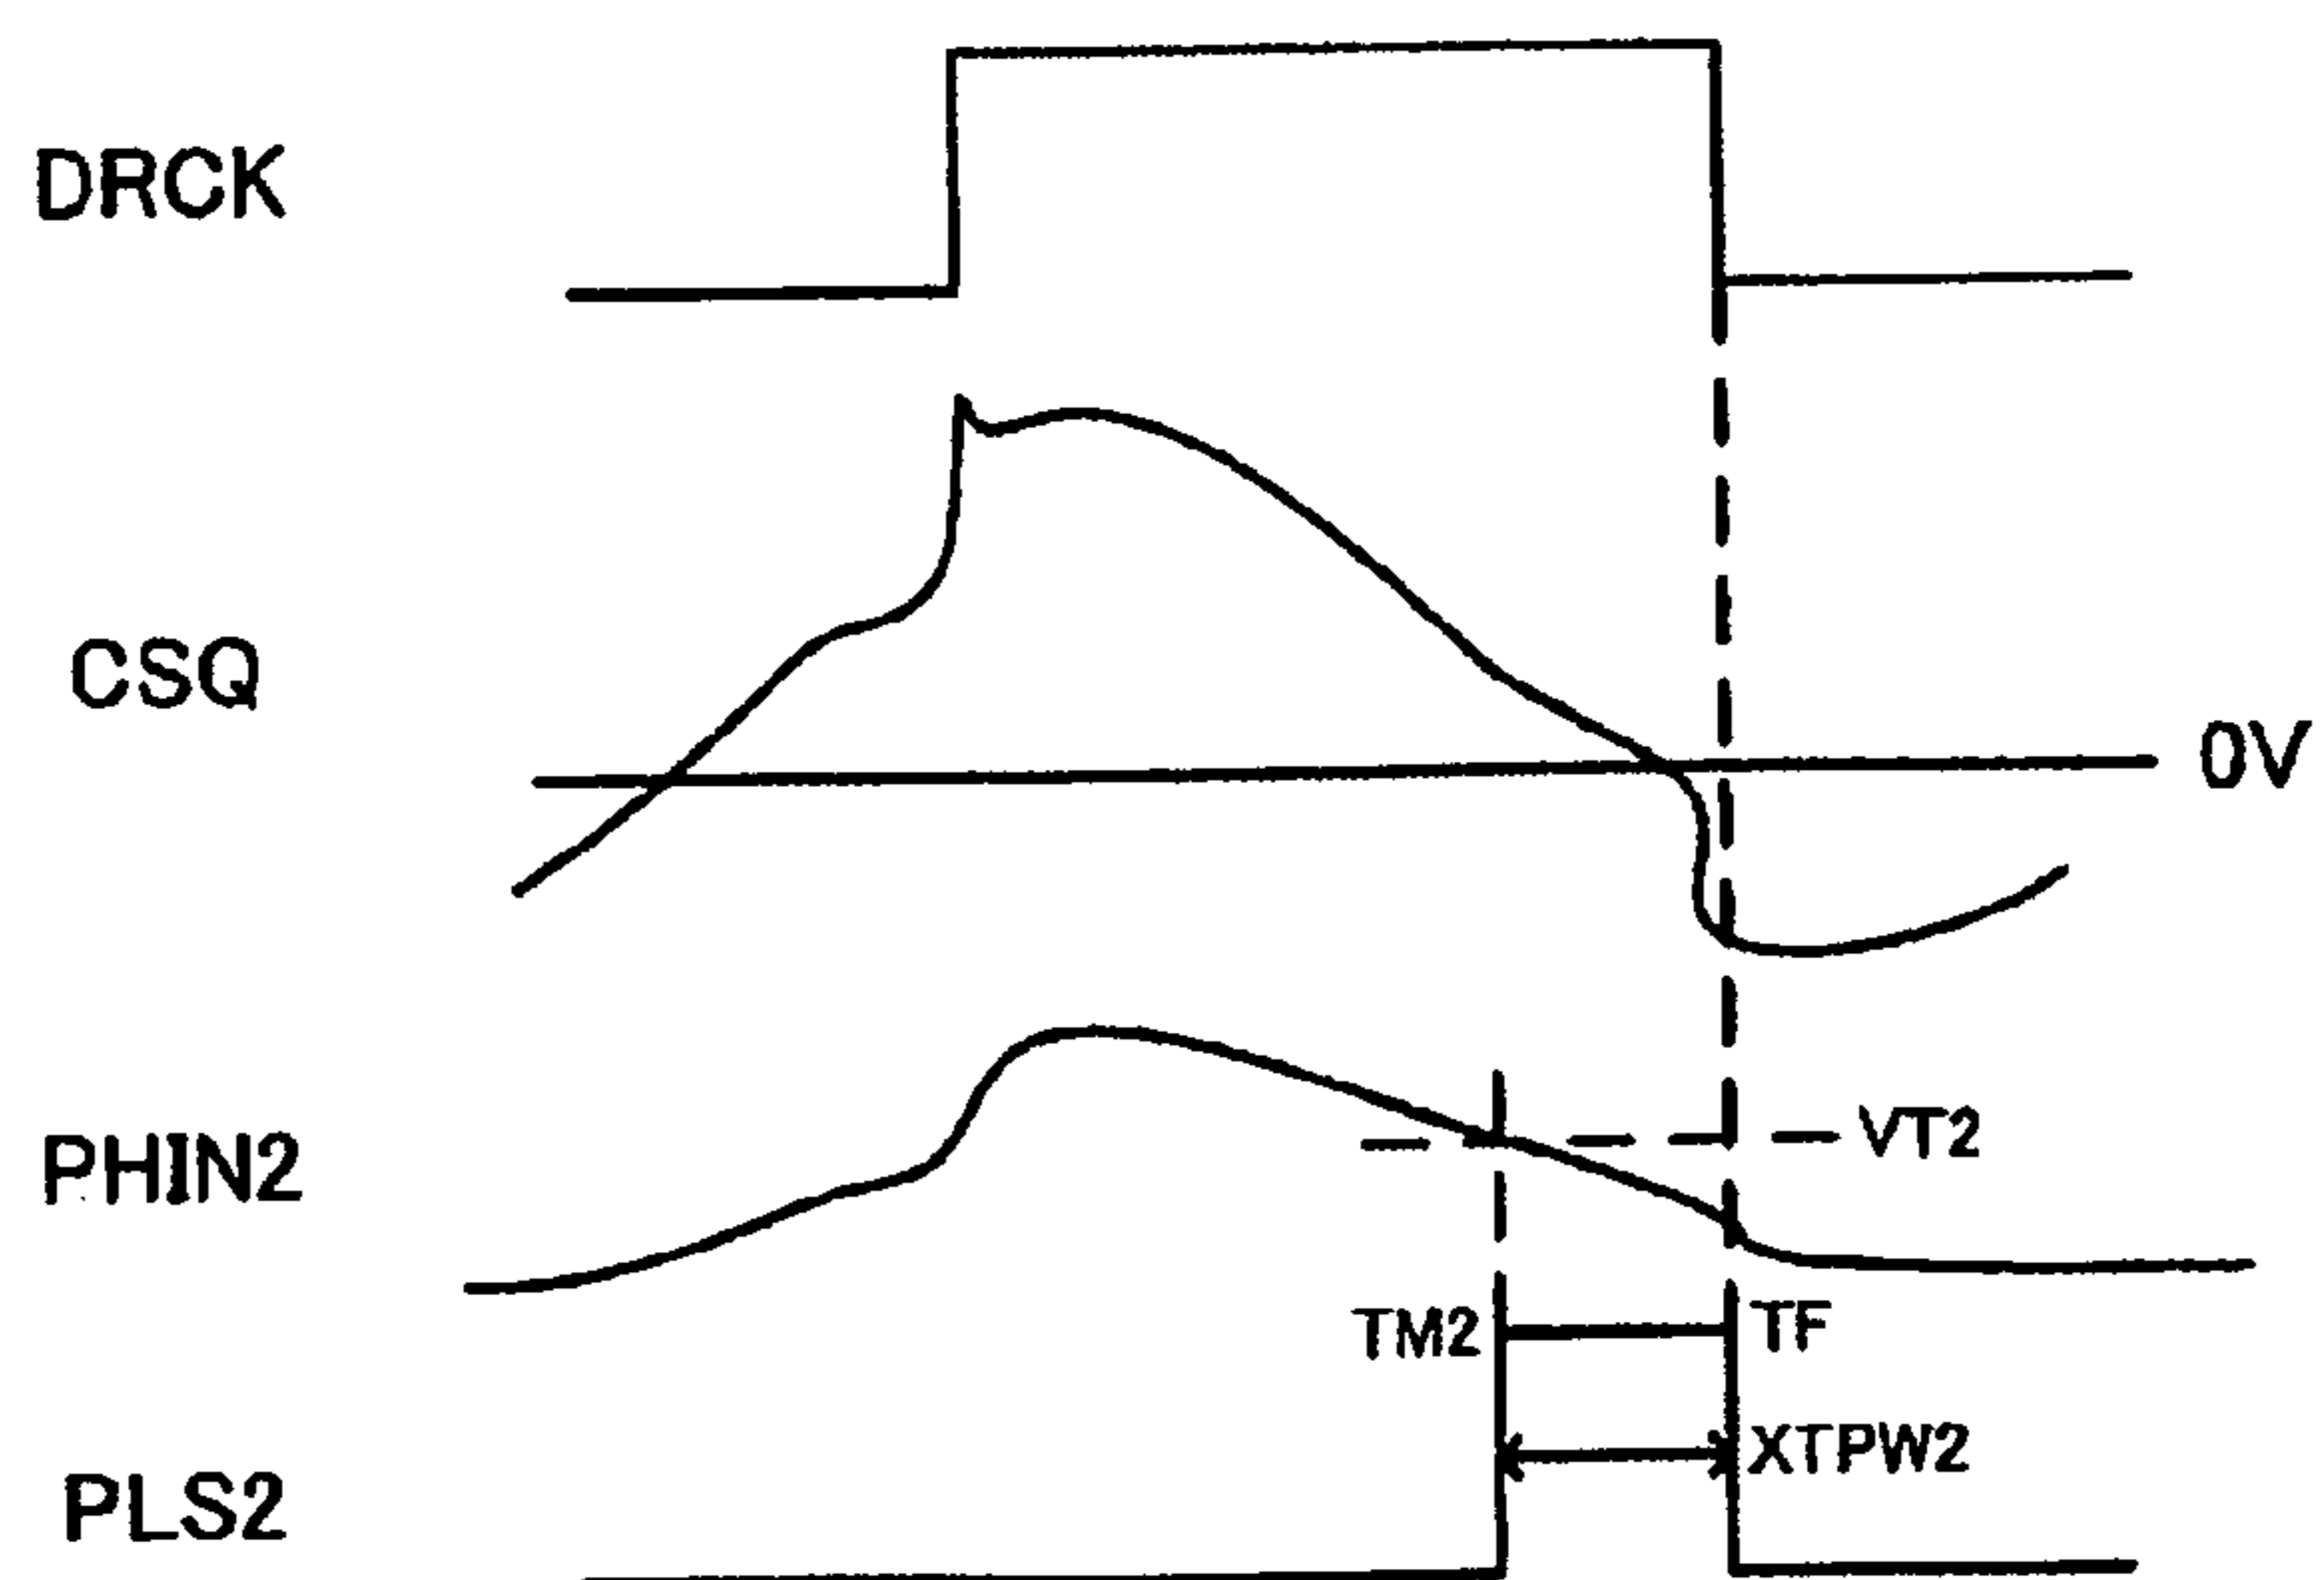 DRCK
CSQ
0V
PHIN2
VT2
TM2
TF
XTPW2
PLS2